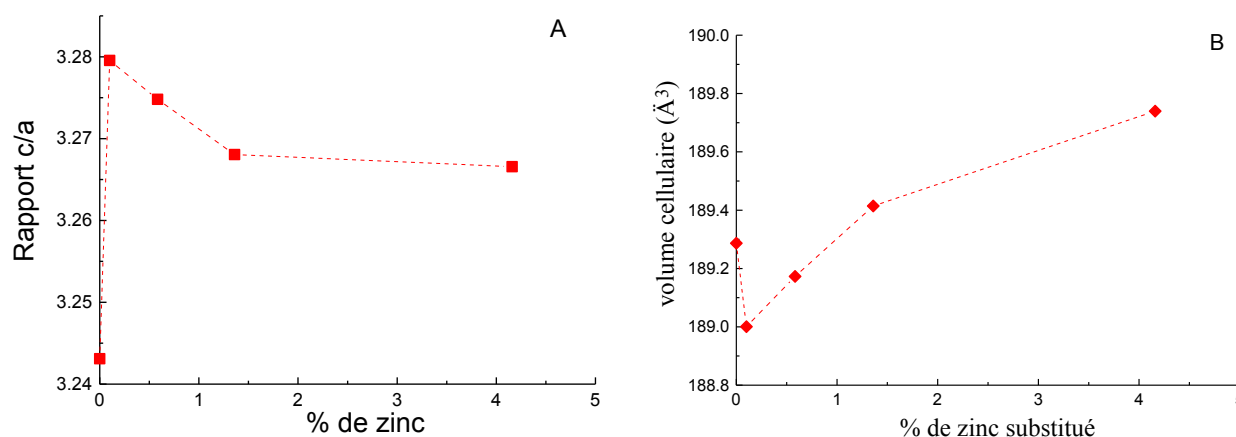 A
Rapport c/a
3.28
3.27
3.26
3.25
3.24
0 1 2 3 4 5
% de zinc
B
volume cellulaire (Ä³)
190.0
189.8
189.6
189.4
189.2
189.0
188.8
0 1 2 3 4
% de zinc substitué